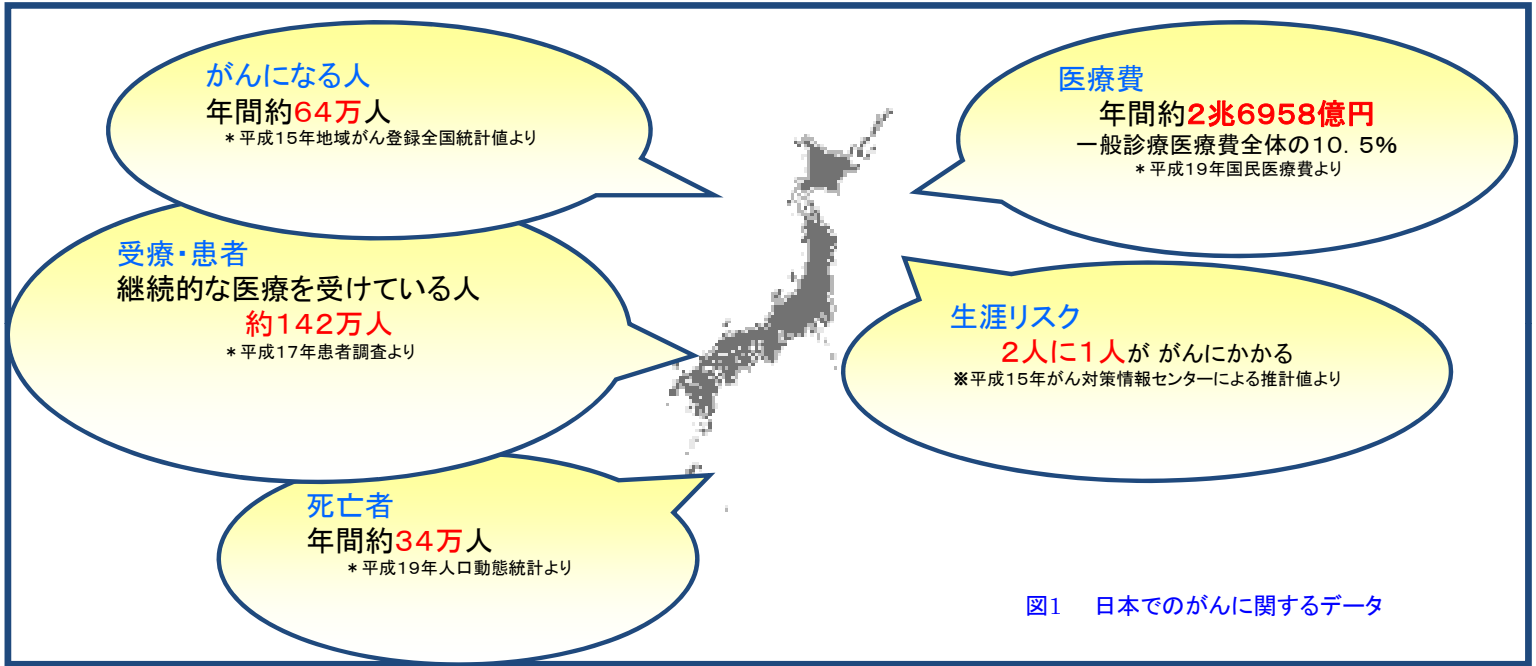 がんになる人
年間約64万人
*平成15年地域がん登録全国統計値より
受療・患者
継続的な医療を受けている人
約142万人
*平成17年患者調査より
死亡者
年間約34万人
*平成19年人口動態統計より
医療費
年間約2兆6958億円
一般診療医療費全体の10.5%
*平成19年国民医療費より
生涯リスク
2人に1人が がんにかかる
※平成15年がん対策情報センターによる推計値より
図1 日本でのがんに関するデータ